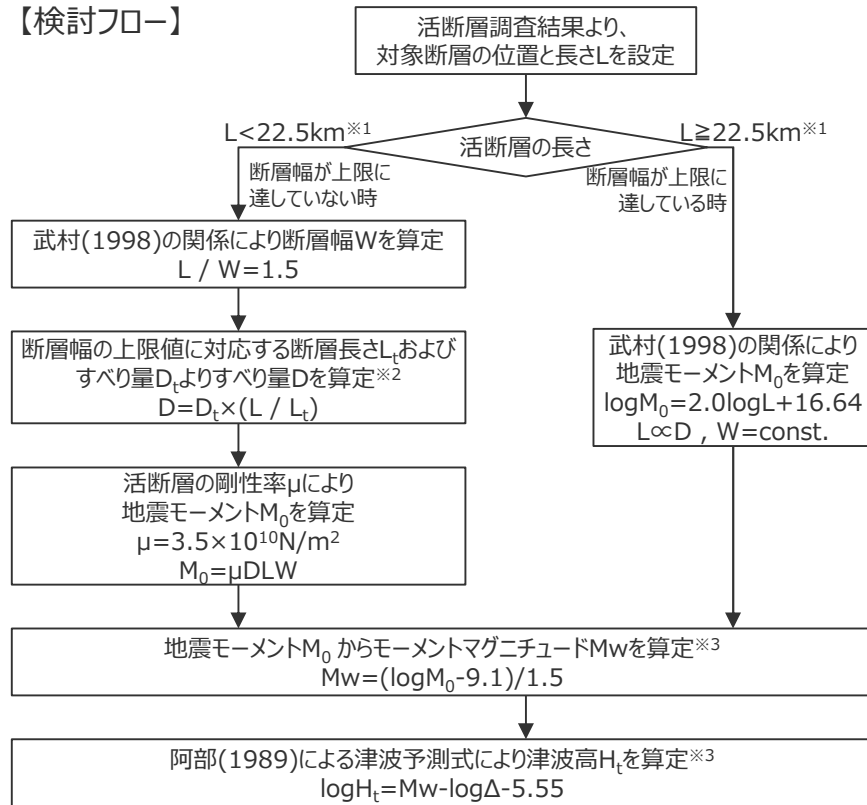 【検討フロー】
活断層調査結果より、
対象断層の位置と長さLを設定
L<22.5km※1
活断層の長さ
L≧22.5km※1
断層幅が上限に
達していない時
断層幅が上限に
達している時
武村(1998)の関係により断層幅Wを算定
L / W=1.5
断層幅の上限値に対応する断層長さLtおよび
すべり量Dtよりすべり量Dを算定※2
D=Dt×(L / Lt)
活断層の剛性率μにより
地震モーメントM0を算定
μ=3.5×10¹⁰N/m²
M0=μDLW
武村(1998)の関係により
地震モーメントM0を算定
logM0=2.0logL+16.64
L∝D , W=const.
地震モーメントM0 からモーメントマグニチュードMwを算定※3
Mw=(logM0-9.1)/1.5
阿部(1989)による津波予測式により津波高Htを算定※3
logHt=Mw-logΔ-5.55